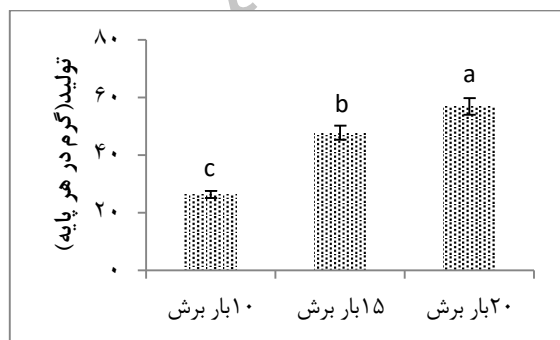 تولید(گرم در هر پایه)
۸۰
۶۰
۴۰
۲۰
۰
a
b
c
۱۰بار برش
۱۵بار برش
۲۰بار برش